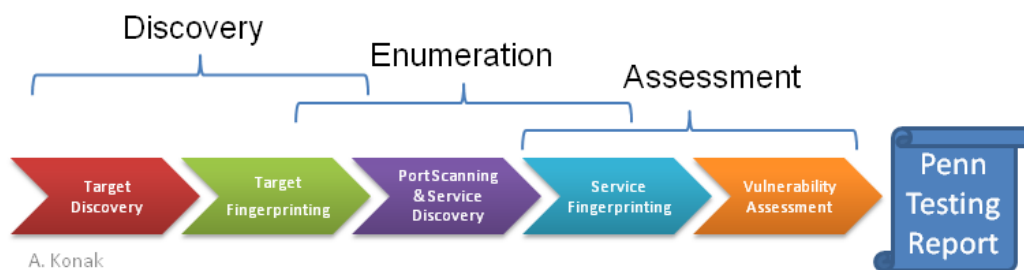 Discovery
Enumeration
Assessment
Target
Discovery
Target
Fingerprinting
PortScanning
&Service
Discovery
Service
Fingerprinting
Vulnerability
Assessment
Penn
Testing
Report
A. Konak